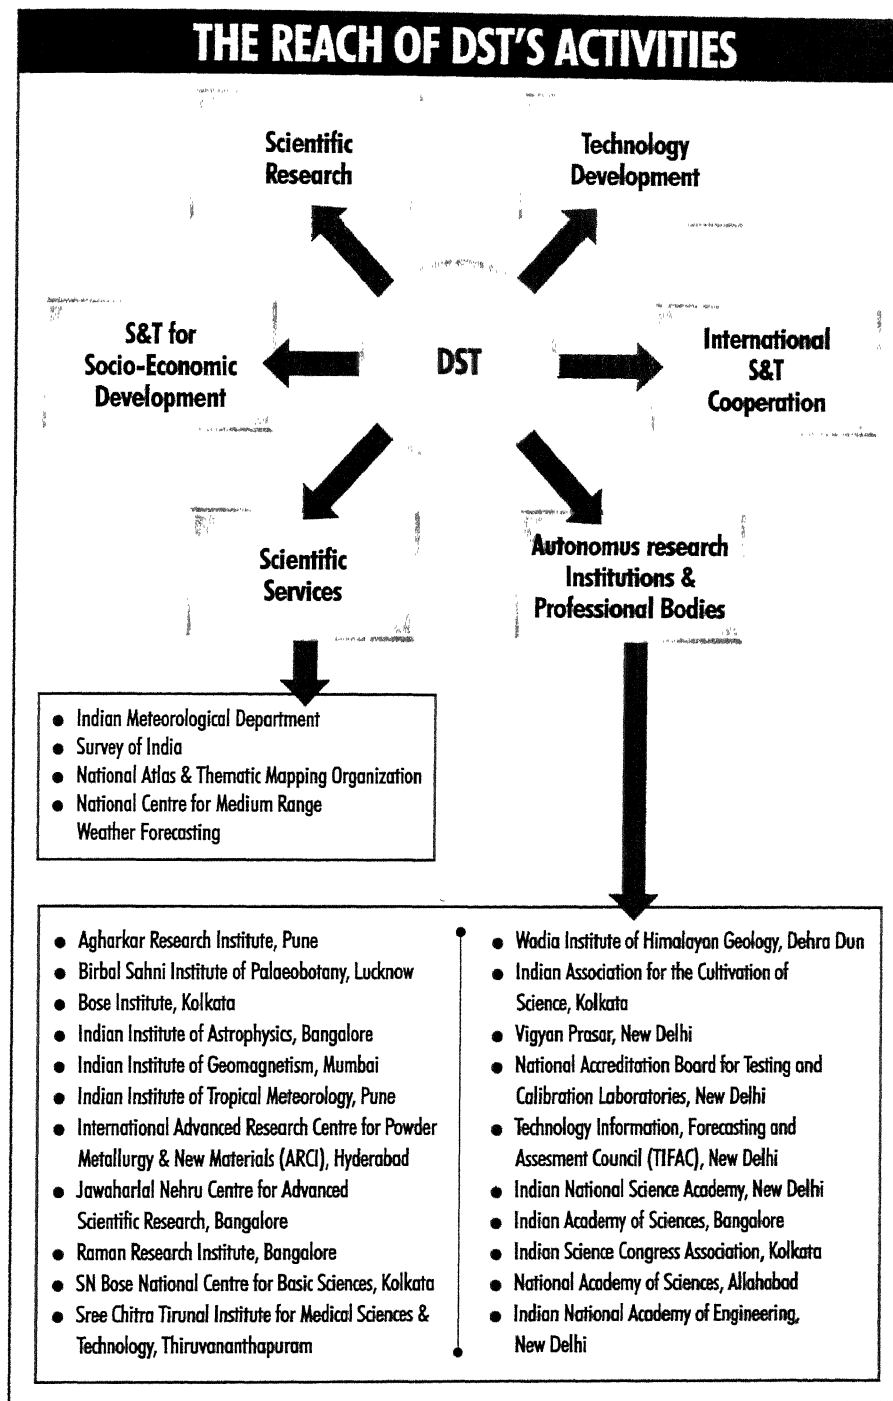 THE REACH OF DST'S ACTIVITIES
Scientific
Research
Technology
Development
S&T for
Socio-Economic
Development
DST
International
S&T
Cooperation
Scientific
Services
Autonomus research
Institutions &
Professional Bodies
● Indian Meteorological Department
● Survey of India
● National Atlas & Thematic Mapping Organization
● National Centre for Medium Range
Weather Forecasting
● Agharkar Research Institute, Pune
● Birbal Sahni Institute of Palaeobotany, Lucknow
● Bose Institute, Kolkata
● Indian Institute of Astrophysics, Bangalore
● Indian Institute of Geomagnetism, Mumbai
● Indian Institute of Tropical Meteorology, Pune
● International Advanced Research Centre for Powder
Metallurgy & New Materials (ARCI), Hyderabad
● Jawaharlal Nehru Centre for Advanced
Scientific Research, Bangalore
● Raman Research Institute, Bangalore
● SN Bose National Centre for Basic Sciences, Kolkata
● Sree Chitra Tirunal Institute for Medical Sciences &
Technology, Thiruvananthapuram
● Wadia Institute of Himalayan Geology, Dehra Dun
● Indian Association for the Cultivation of
Science, Kolkata
● Vigyan Prasar, New Delhi
● National Accreditation Board for Testing and
Calibration Laboratories, New Delhi
● Technology Information, Forecasting and
Assesment Council (TIFAC), New Delhi
● Indian National Science Academy, New Delhi
● Indian Academy of Sciences, Bangalore
● Indian Science Congress Association, Kolkata
● National Academy of Sciences, Allahabad
● Indian National Academy of Engineering,
New Delhi